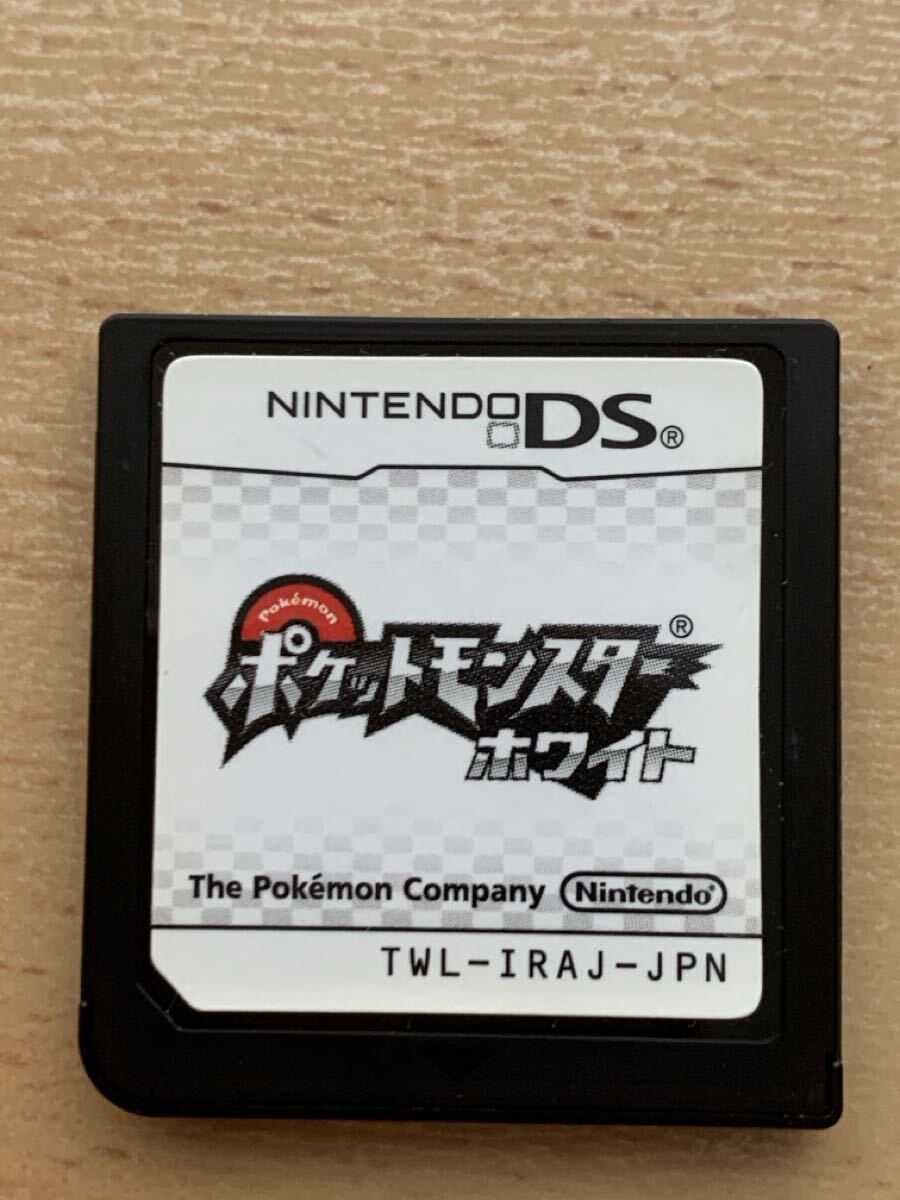 NINTENDO DS®
Pokémon
ポケットモンスター®
ホワイト
The Pokémon Company Nintendo®
TWL-IRAJ-JPN